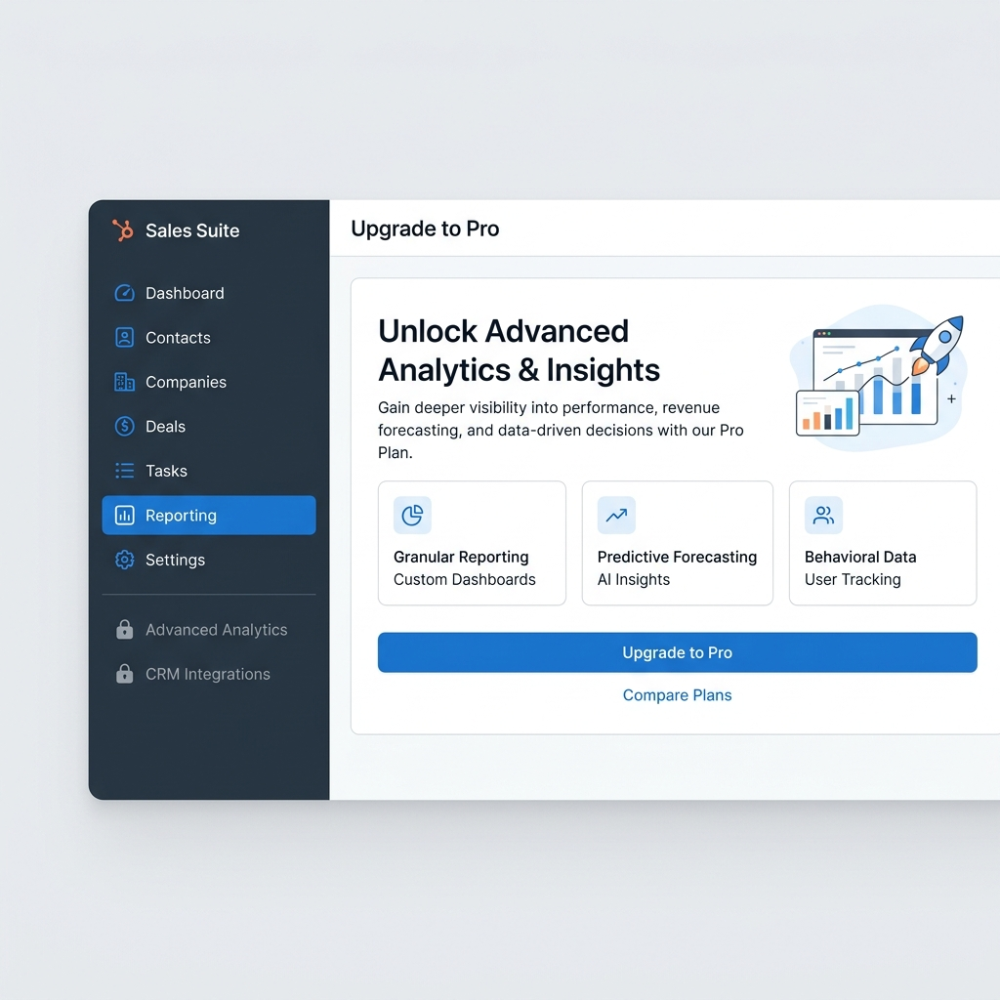 Sales Suite
Dashboard
Contacts
Companies
Deals
Tasks
Reporting
Settings
Advanced Analytics
CRM Integrations
Upgrade to Pro
Unlock Advanced
Analytics & Insights
Gain deeper visibility into performance, revenue
forecasting, and data-driven decisions with our Pro
Plan.
Granular Reporting
Custom Dashboards
Predictive Forecasting
AI Insights
Behavioral Data
User Tracking
Upgrade to Pro
Compare Plans